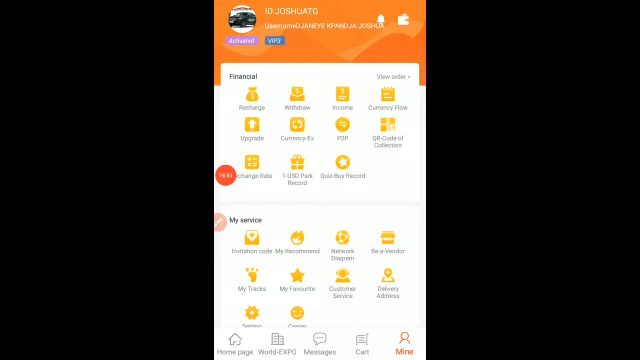 ID:JOSHUATG
UsernameDJANEYE KPANDJA JOSHUA
Activated VIP3
Financial View order >
Recharge Withdraw Income Currency Flow
Upgrade Currency-Ex P2P QR-Code of Collection
16:53 change Rate 1-USD Park Record Quiz-Buy Record
My service
Invitation code My Recommend Network Diagram Be-a-Vendor
My Tracks My Favourite Customer Service Delivery Address
Setting Center
Home page World-EXPO Messages Cart Mine